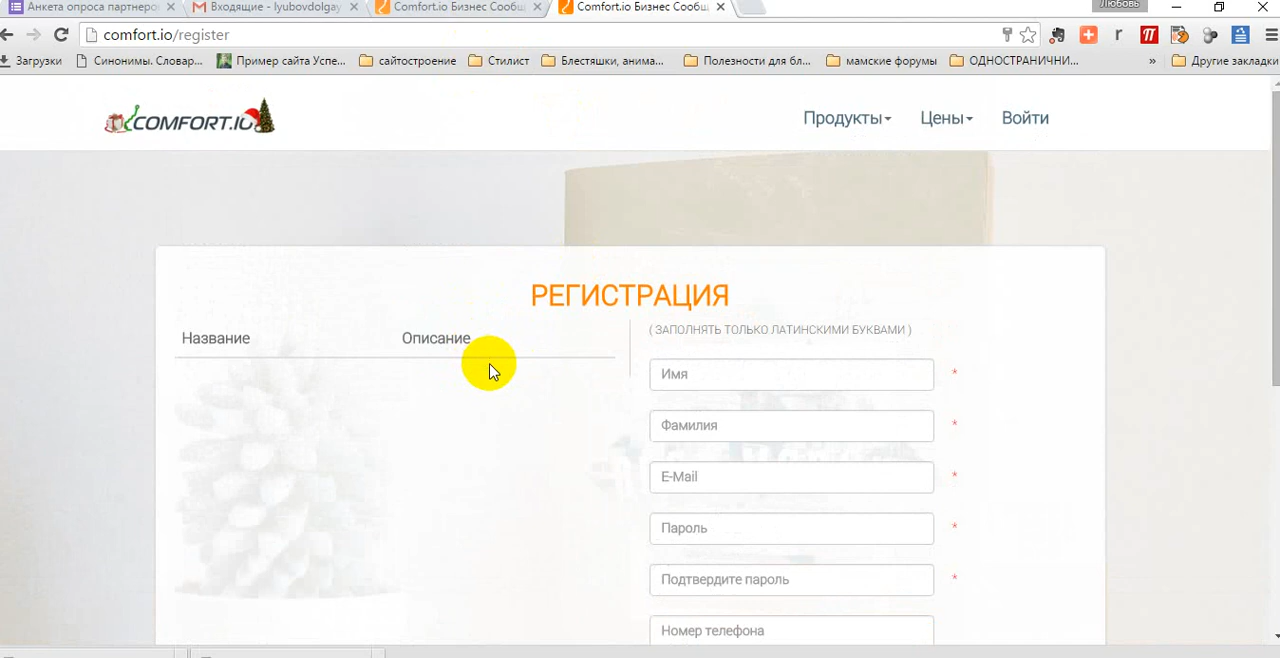 Анкета опроса партнеро
Входящие - lyubovdolgay
Comfort.io Бизнес Сообщ
Comfort.io Бизнес Сообщ
Любовь
comfort.io/register
Загрузки
Синонимы. Словар...
Пример сайта Успе...
сайтостроение
Стилист
Блестяшки, анима...
Полезности для бл...
мамские форумы
ОДНОСТРАНИЧНИ...
»
Другие закладки
COMFORT.IO
Продукты
Цены
Войти
РЕГИСТРАЦИЯ
Название
Описание
( ЗАПОЛНЯТЬ ТОЛЬКО ЛАТИНСКИМИ БУКВАМИ )
Имя *
Фамилия *
E-Mail *
Пароль *
Подтвердите пароль *
Номер телефона